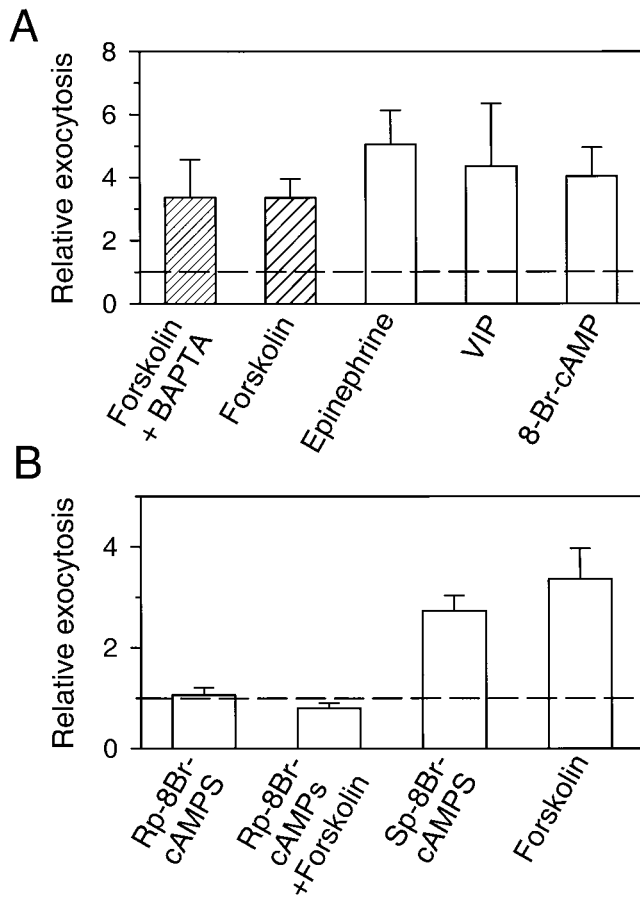 A
Relative exocytosis
8
6
4
2
0
Forskolin
+ BAPTA
Forskolin
Epinephrine
VIP
8-Br-cAMP
B
Relative exocytosis
4
2
0
Rp-8Br-
cAMPS
Rp-8Br-
cAMPs
+Forskolin
Sp-8Br-
cAMPS
Forskolin